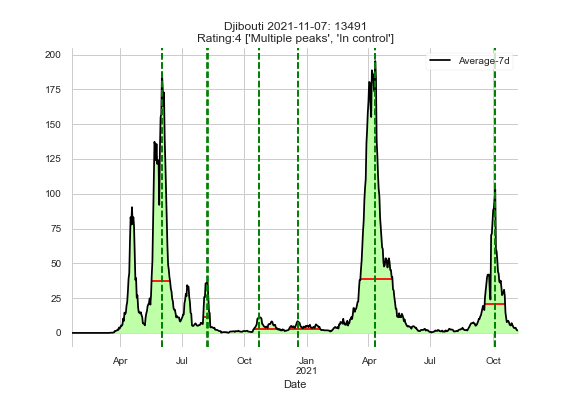 Djibouti 2021-11-07: 13491
Rating:4 ['Multiple peaks', 'In control']
Average-7d
200
175
150
125
100
75
50
25
0
Apr Jul Oct Jan Apr Jul Oct
2021
Date